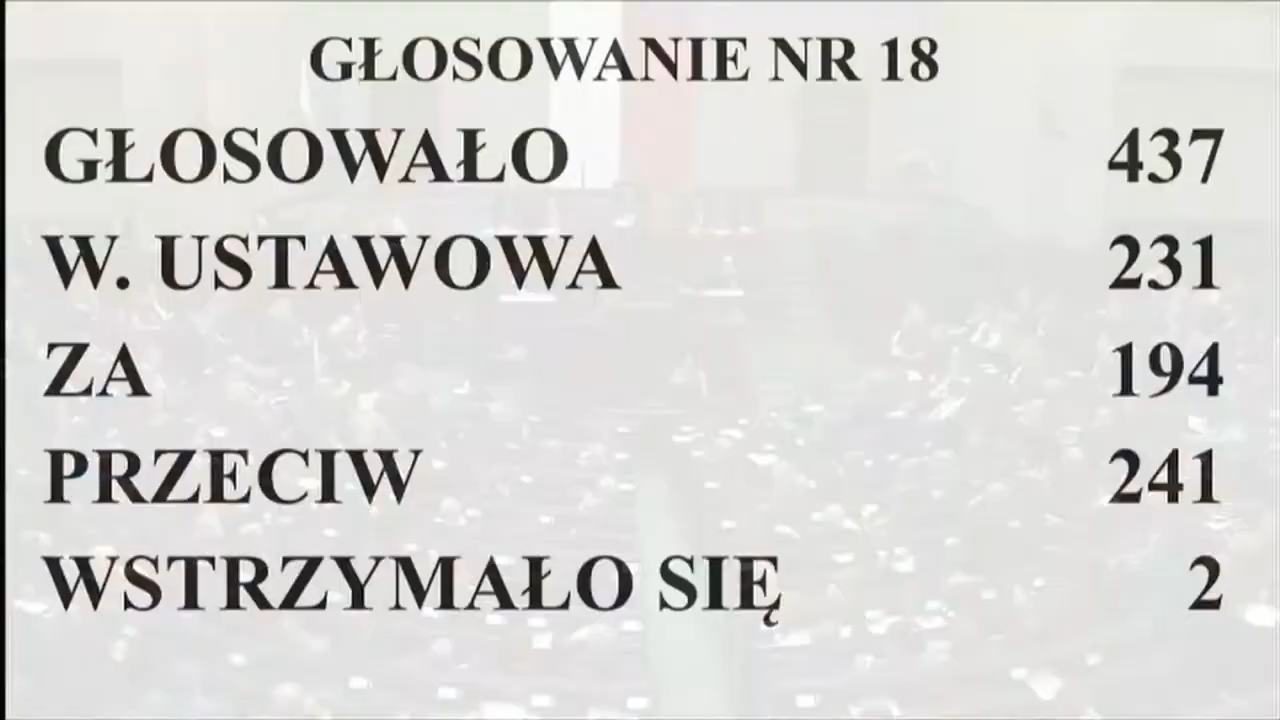 GŁOSOWANIE NR 18
GŁOSOWAŁO 437
W. USTAWOWA 231
ZA 194
PRZECIW 241
WSTRZYMAŁO SIĘ 2